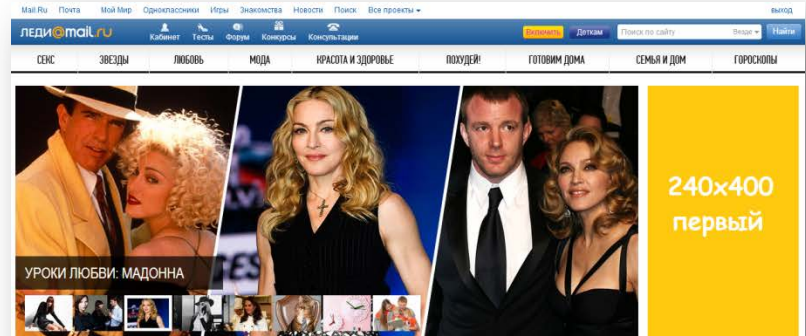 Mail.Ru Почта Мой Мир Одноклассники Игры Знакомства Новости Поиск Все проекты выход
леди@mail.ru Кабинет Тесты Форум Конкурсы Консультации Включить Деткам Поиск по сайту Везде Найти
СЕКС ЗВЕЗДЫ ЛЮБОВЬ МОДА КРАСОТА И ЗДОРОВЬЕ ПОХУДЕЙ! ГОТОВИМ ДОМА СЕМЬЯ И ДОМ ГОРОСКОПЫ
240x400
первый
УРОКИ ЛЮБВИ: МАДОННА